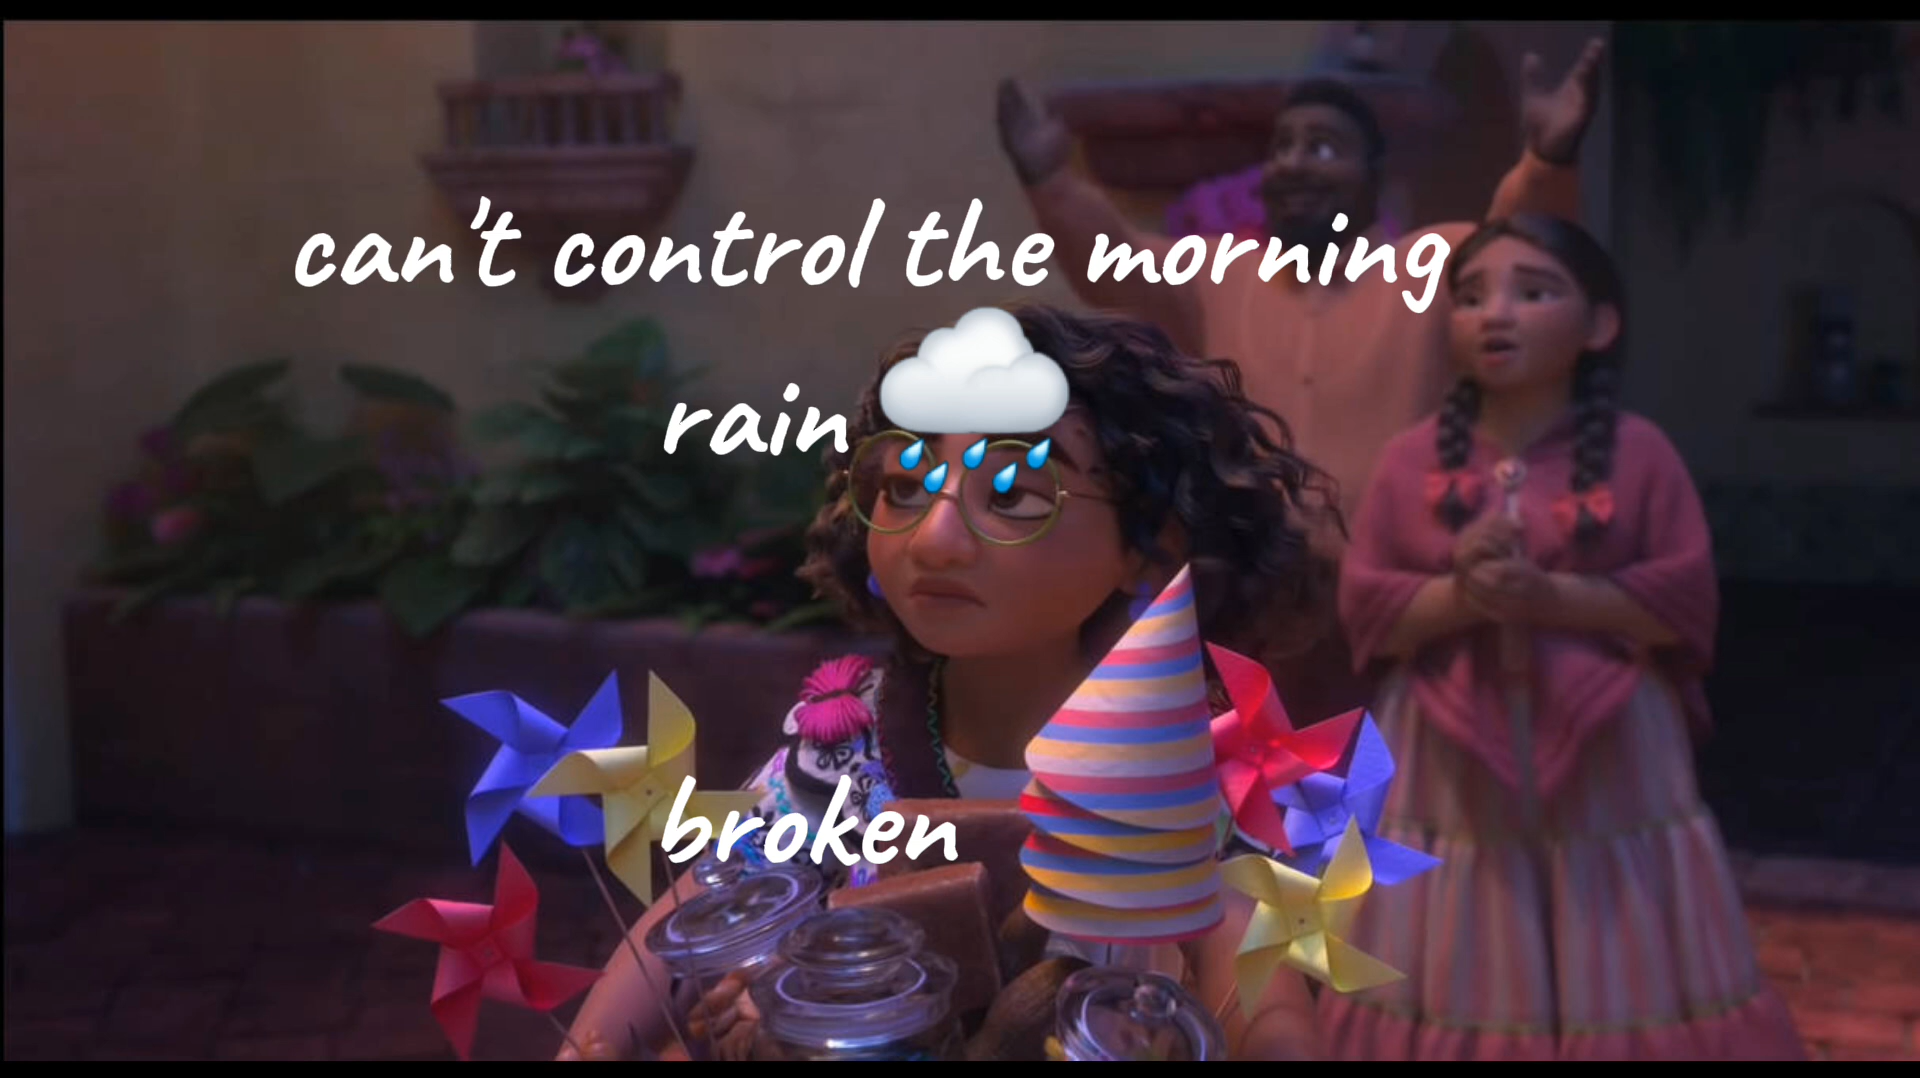 can't control the morning
rain🌧️
broken